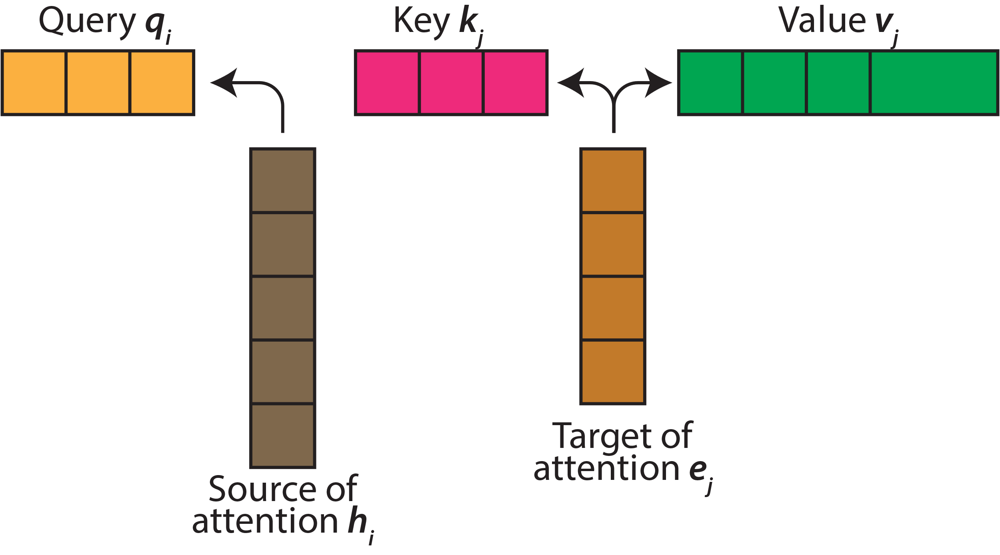 Query qi
Key kj
Value vj
Source of
attention hi
Target of
attention ej